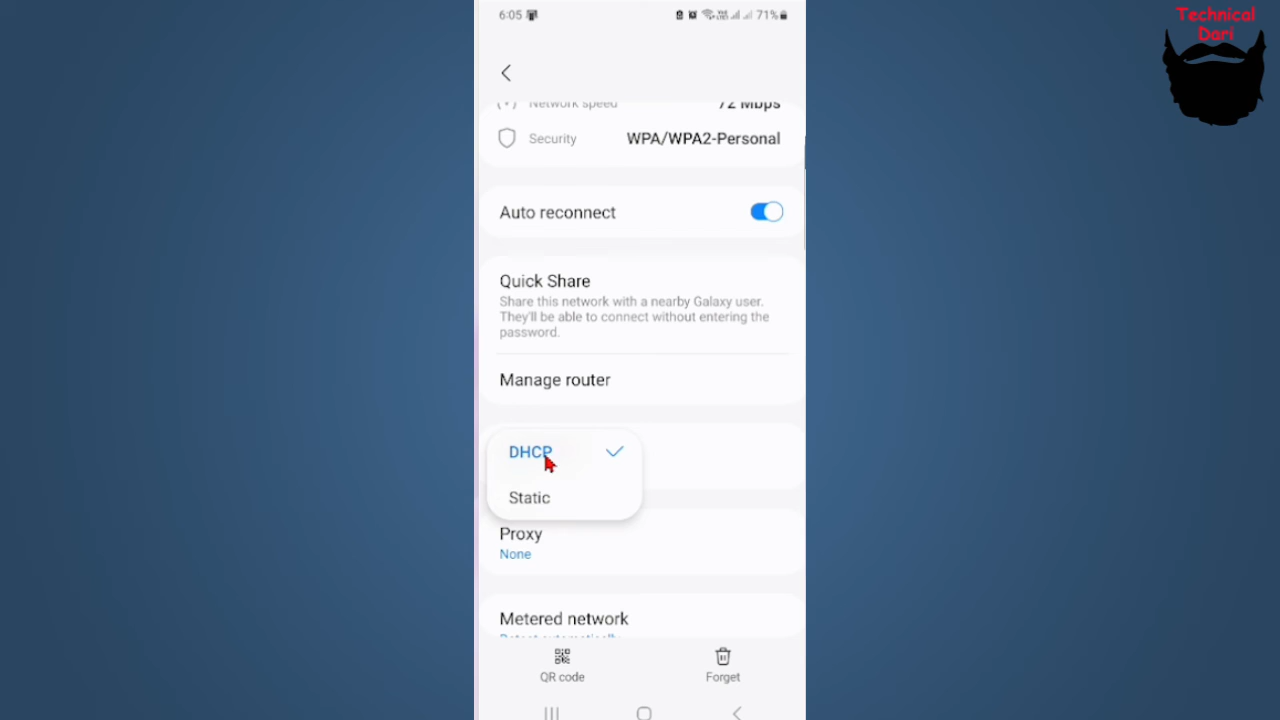 Technical
Dari
6:05
71%
Network speed 72 Mbps
Security WPA/WPA2-Personal
Auto reconnect
Quick Share
Share this network with a nearby Galaxy user.
They'll be able to connect without entering the
password.
Manage router
DHCP
Static
Proxy
None
Metered network
Detect automatically
QR code
Forget